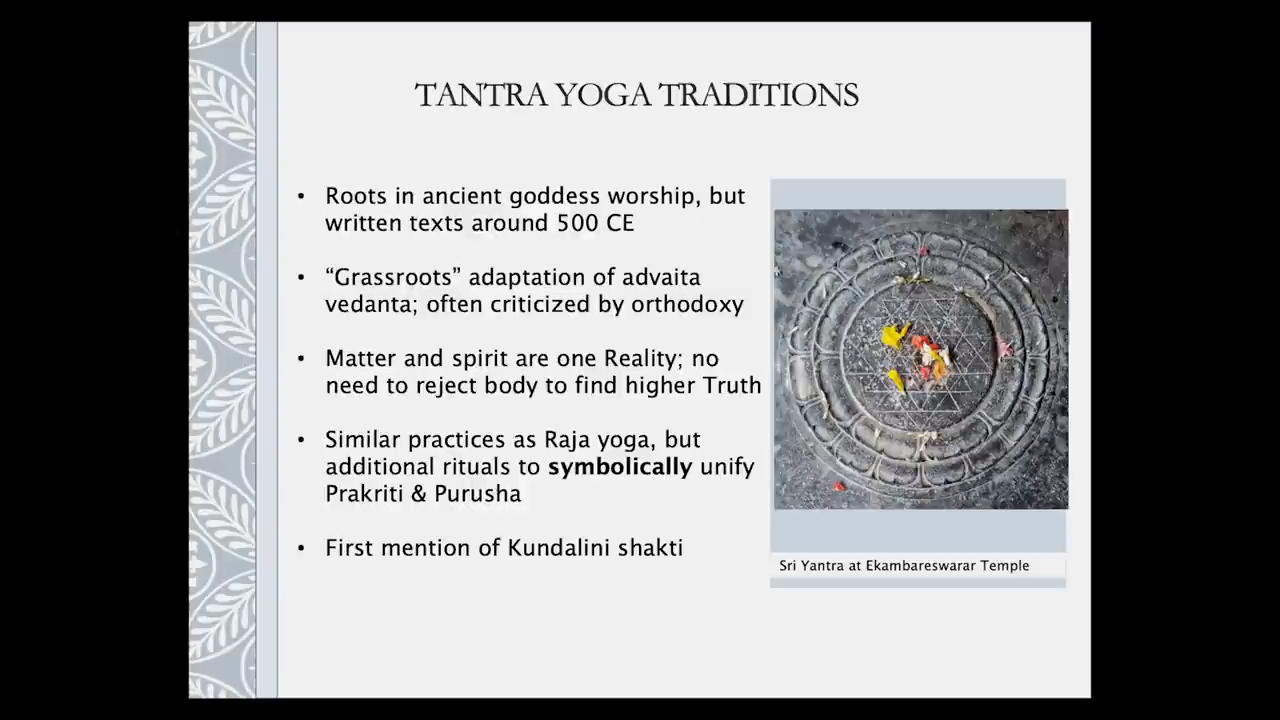 TANTRA YOGA TRADITIONS
• Roots in ancient goddess worship, but
written texts around 500 CE
• “Grassroots” adaptation of advaita
vedanta; often criticized by orthodoxy
• Matter and spirit are one Reality; no
need to reject body to find higher Truth
• Similar practices as Raja yoga, but
additional rituals to symbolically unify
Prakriti & Purusha
• First mention of Kundalini shakti
Sri Yantra at Ekambareswarar Temple